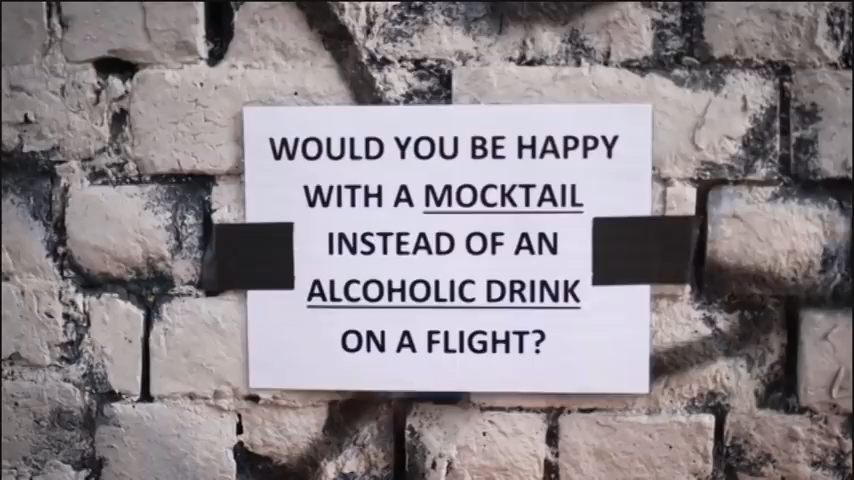 WOULD YOU BE HAPPY
WITH A MOCKTAIL
INSTEAD OF AN
ALCOHOLIC DRINK
ON A FLIGHT?